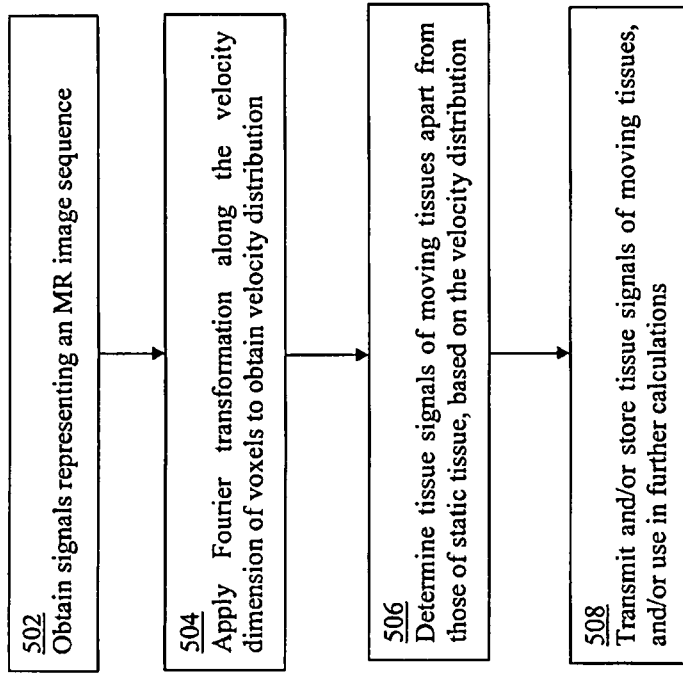 502
Obtain signals representing an MR image sequence
504
Apply Fourier transformation along the velocity
dimension of voxels to obtain velocity distribution
506
Determine tissue signals of moving tissues apart from
those of static tissue, based on the velocity distribution
508
Transmit and/or store tissue signals of moving tissues,
and/or use in further calculations